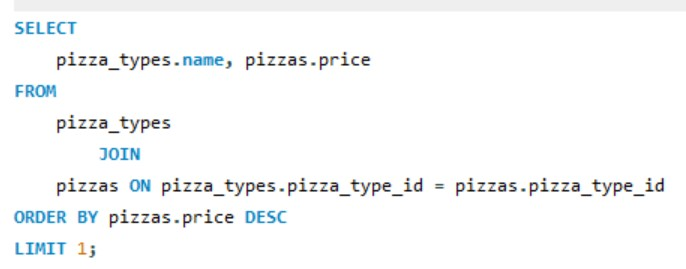 SELECT
    pizza_types.name, pizzas.price
FROM
    pizza_types
        JOIN
    pizzas ON pizza_types.pizza_type_id = pizzas.pizza_type_id
ORDER BY pizzas.price DESC
LIMIT 1;